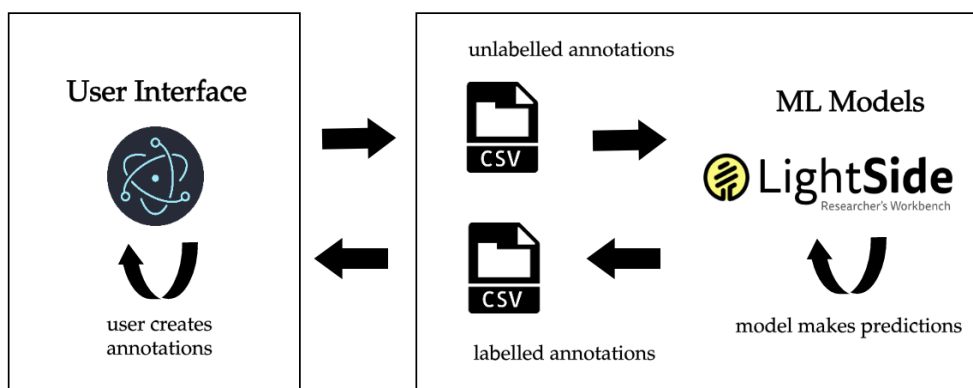 User Interface
user creates
annotations
unlabelled annotations
CSV
CSV
labelled annotations
ML Models
LightSide
Researcher's Workbench
model makes predictions